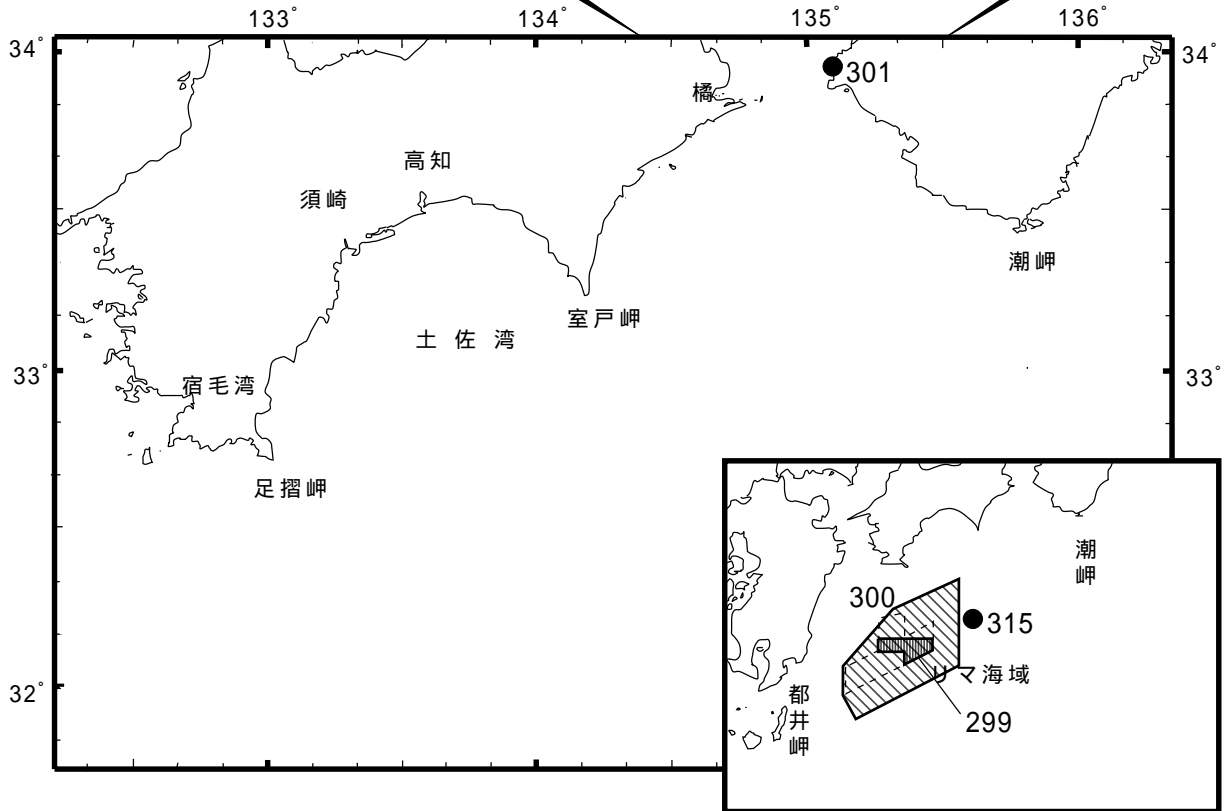 133°
134°
135°
136°
34°
34°
301
橘
高知
須崎
潮岬
室戸岬
土佐湾
33°
33°
宿毛湾
足摺岬
潮岬
300
315
リマ海域
都井岬
299
32°